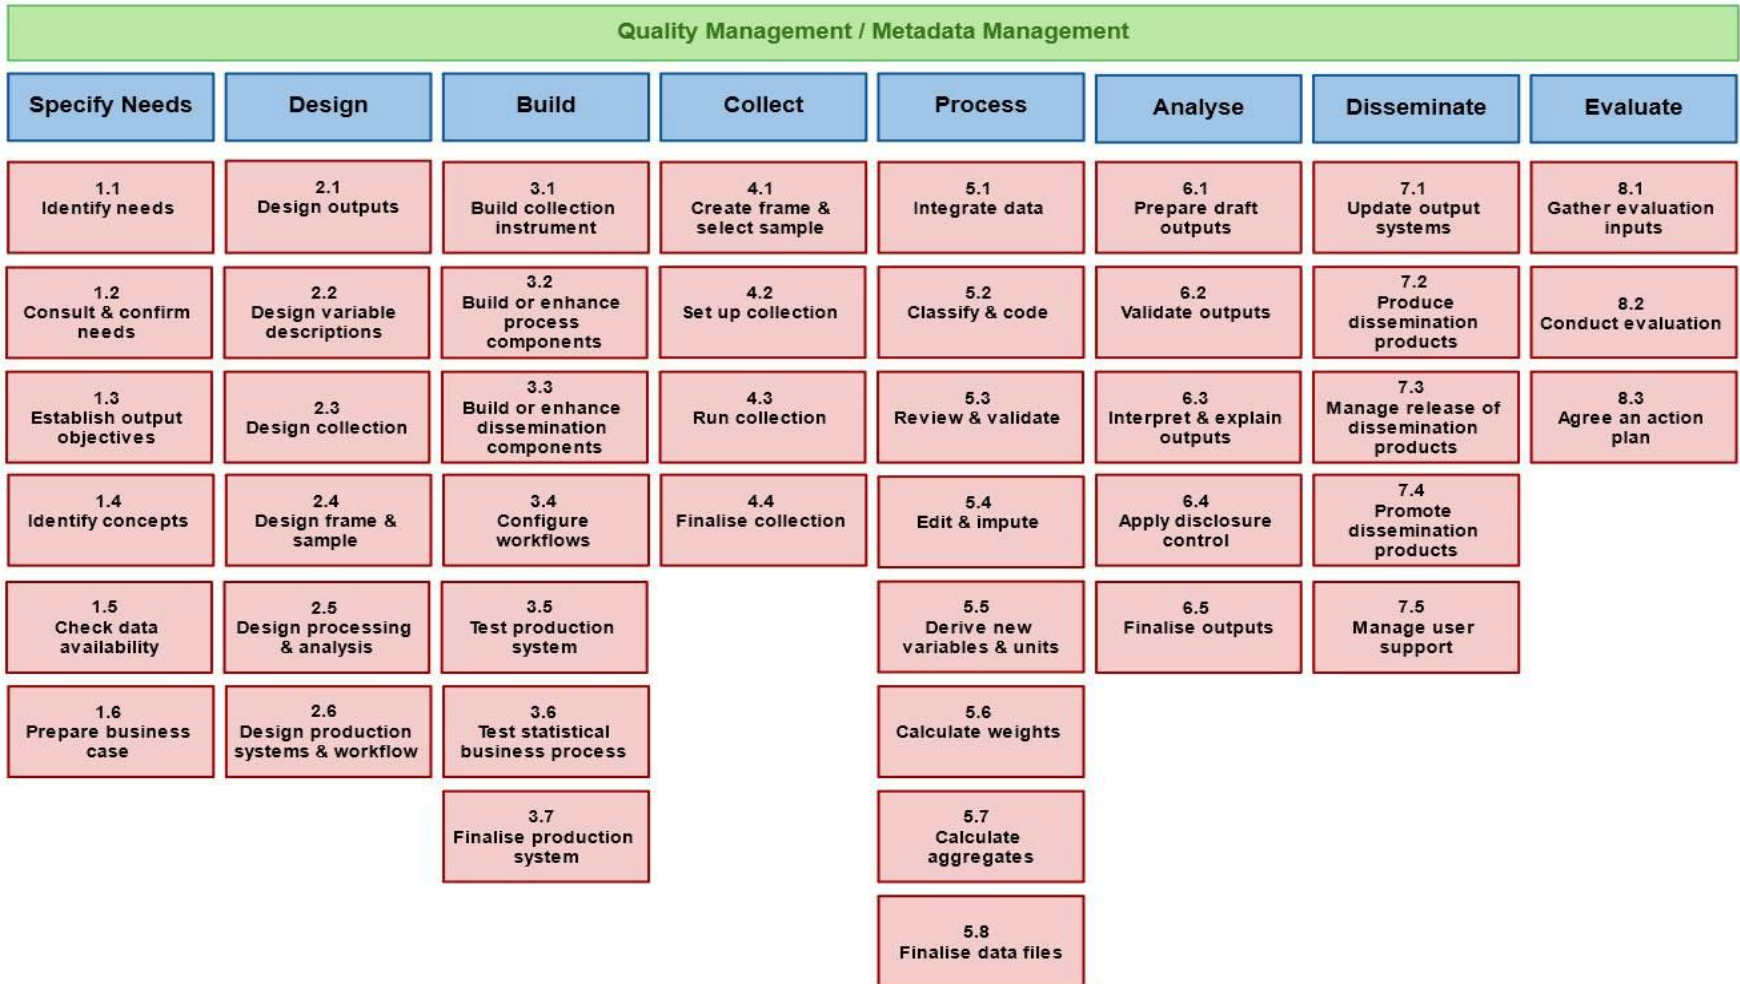 Quality Management / Metadata Management
Specify Needs
Design
Build
Collect
Process
Analyse
Disseminate
Evaluate
1.1
Identify needs
2.1
Design outputs
3.1
Build collection
instrument
4.1
Create frame &
select sample
5.1
Integrate data
6.1
Prepare draft
outputs
7.1
Update output
systems
8.1
Gather evaluation
inputs
1.2
Consult & confirm
needs
2.2
Design variable
descriptions
3.2
Build or enhance
process
components
4.2
Set up collection
5.2
Classify & code
6.2
Validate outputs
7.2
Produce
dissemination
products
8.2
Conduct evaluation
1.3
Establish output
objectives
2.3
Design collection
3.3
Build or enhance
dissemination
components
4.3
Run collection
5.3
Review & validate
6.3
Interpret & explain
outputs
7.3
Manage release of
dissemination
products
8.3
Agree an action
plan
1.4
Identify concepts
2.4
Design frame &
sample
3.4
Configure
workflows
4.4
Finalise collection
5.4
Edit & impute
6.4
Apply disclosure
control
7.4
Promote
dissemination
products
1.5
Check data
availability
2.5
Design processing
& analysis
3.5
Test production
system
5.5
Derive new
variables & units
6.5
Finalise outputs
7.5
Manage user
support
1.6
Prepare business
case
2.6
Design production
systems & workflow
3.6
Test statistical
business process
5.6
Calculate weights
3.7
Finalise production
system
5.7
Calculate
aggregates
5.8
Finalise data files